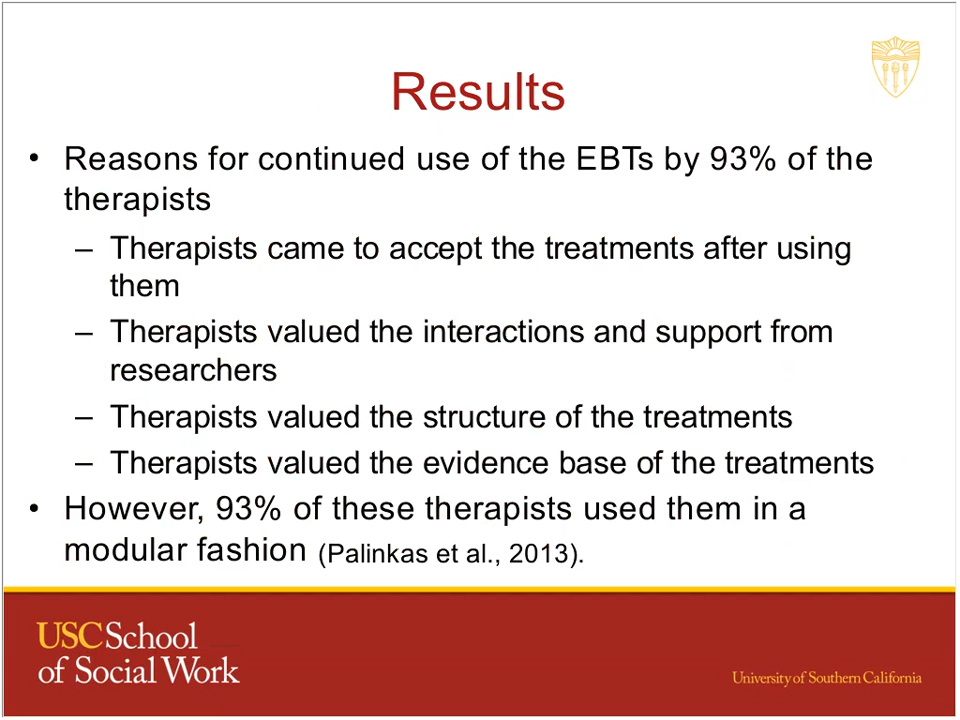 Results
• Reasons for continued use of the EBTs by 93% of the
therapists
– Therapists came to accept the treatments after using
them
– Therapists valued the interactions and support from
researchers
– Therapists valued the structure of the treatments
– Therapists valued the evidence base of the treatments
• However, 93% of these therapists used them in a
modular fashion (Palinkas et al., 2013).
USC School
of Social Work
University of Southern California